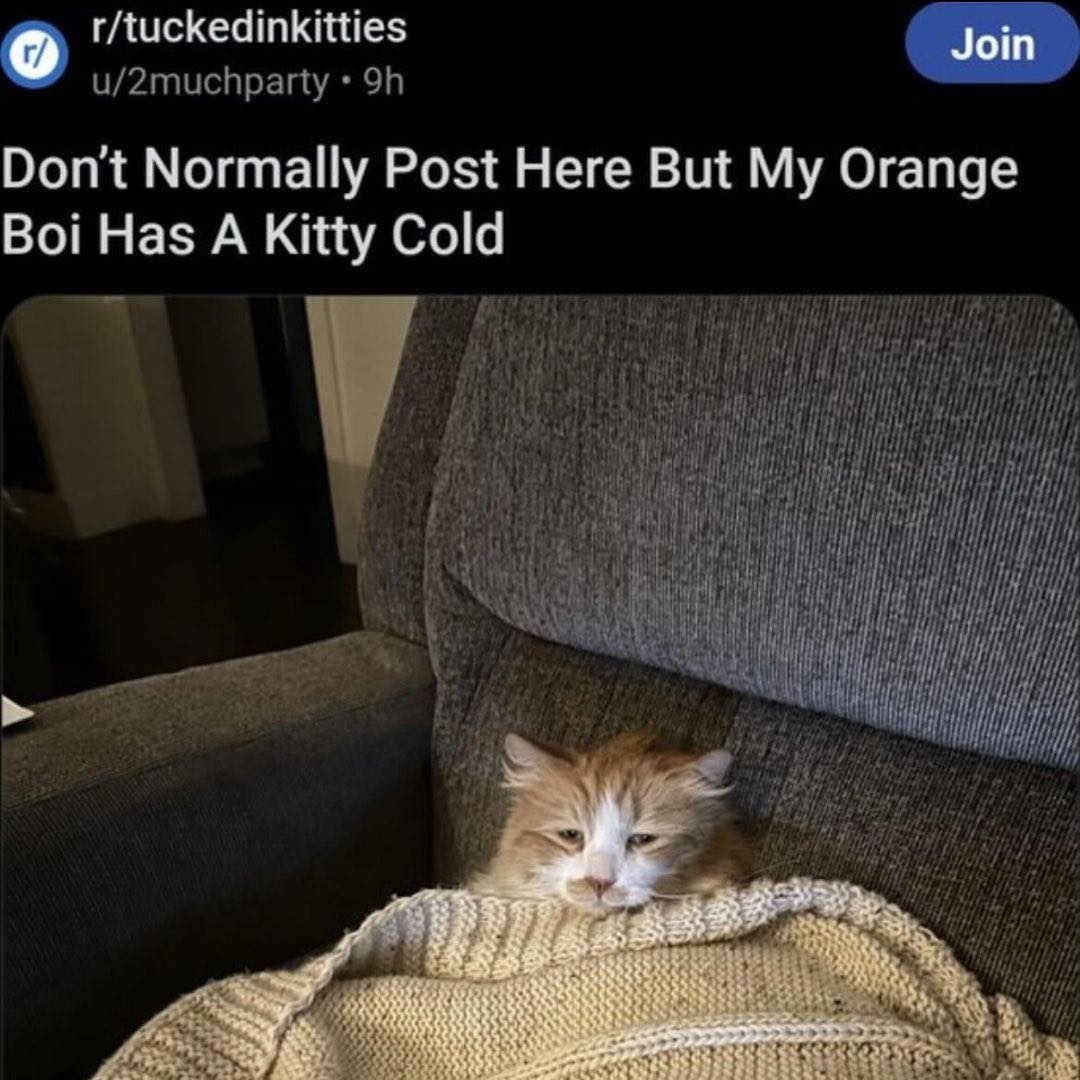 r/
r/tuckedinkitties
u/2muchparty • 9h
Join
Don't Normally Post Here But My Orange
Boi Has A Kitty Cold